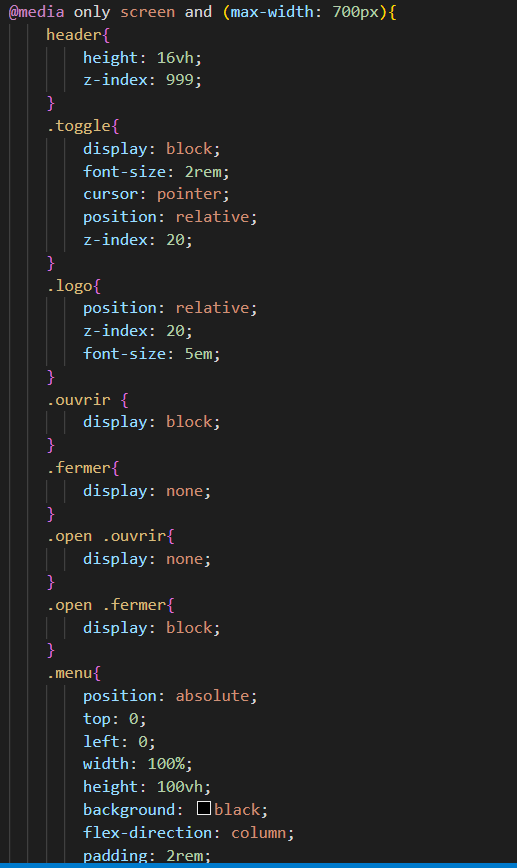 @media only screen and (max-width: 700px){
header{
height: 16vh;
z-index: 999;
}
.toggle{
display: block;
font-size: 2rem;
cursor: pointer;
position: relative;
z-index: 20;
}
.logo{
position: relative;
z-index: 20;
font-size: 5em;
}
.ouvrir {
display: block;
}
.fermer{
display: none;
}
.open .ouvrir{
display: none;
}
.open .fermer{
display: block;
}
.menu{
position: absolute;
top: 0;
left: 0;
width: 100%;
height: 100vh;
background: black;
flex-direction: column;
padding: 2rem;